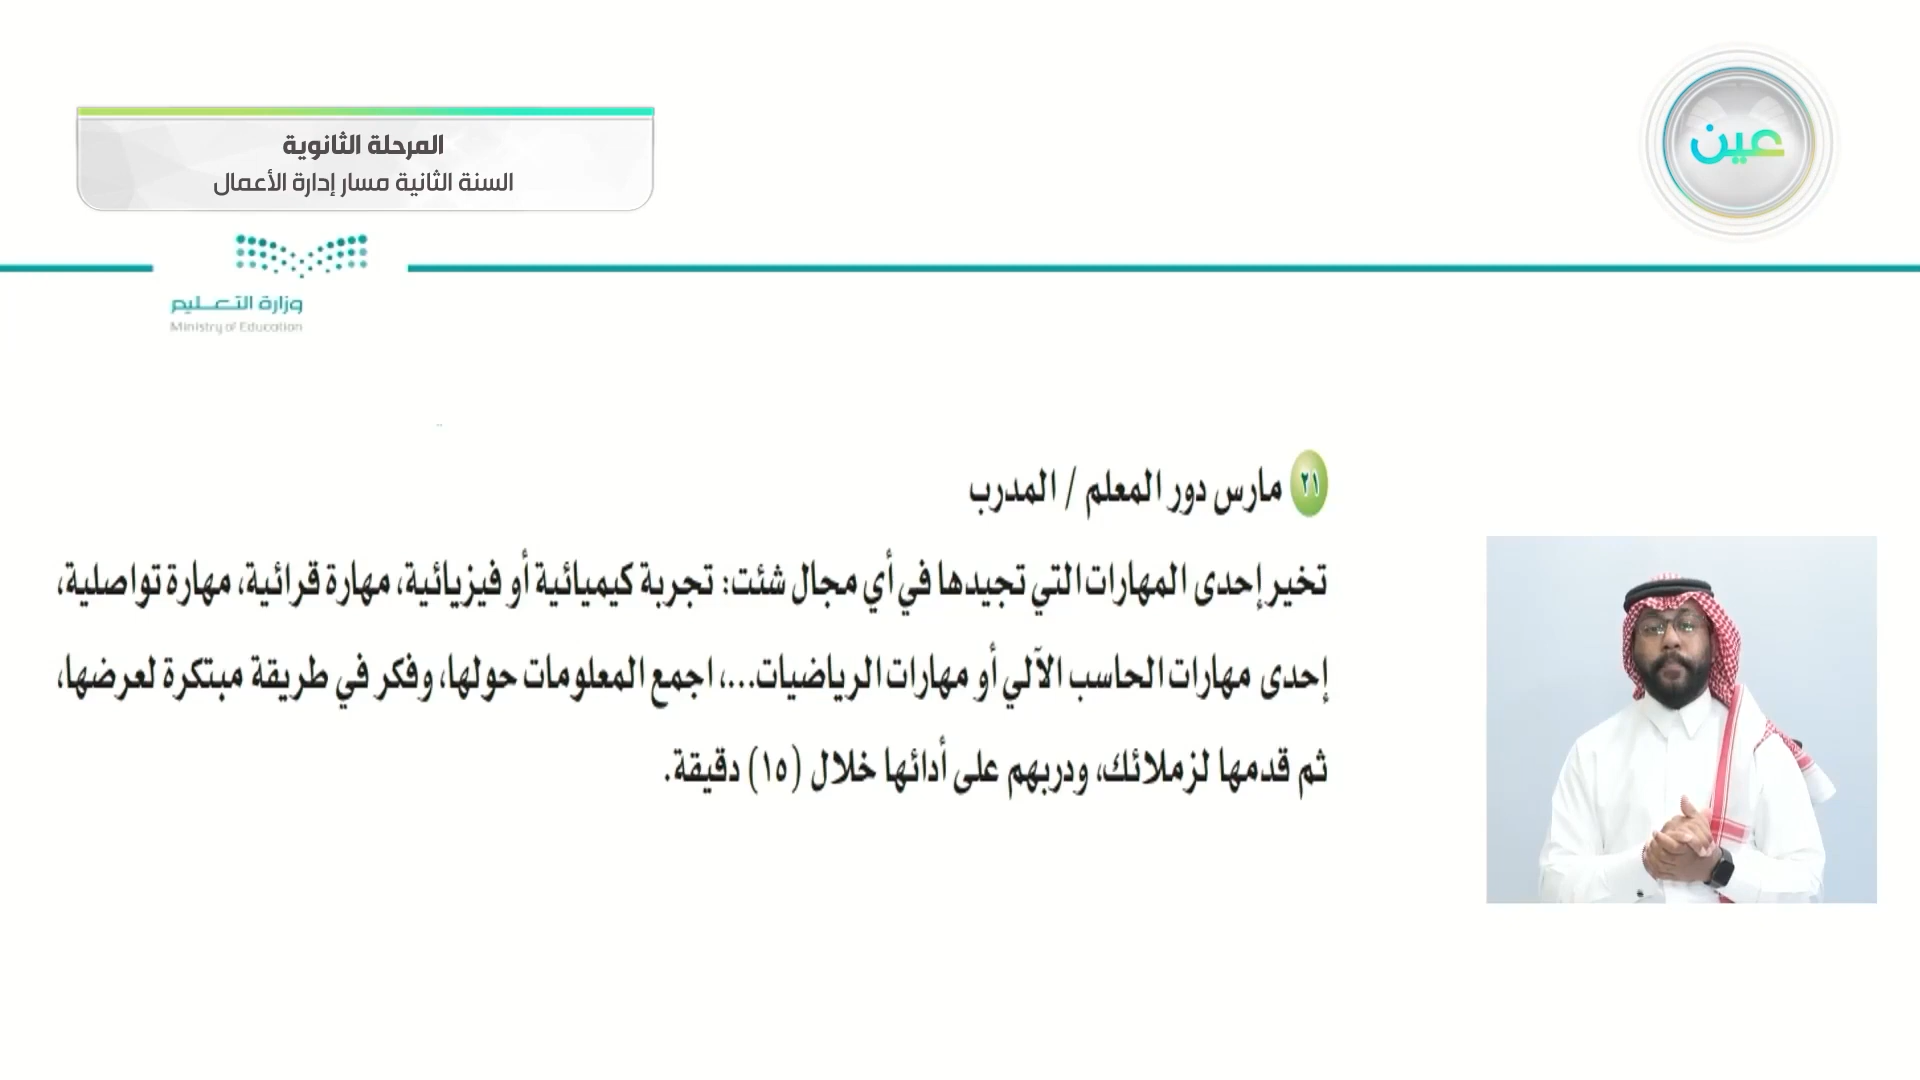 عين
المرحلة الثانوية
السنة الثانية مسار إدارة الأعمال
وزارة التعليم
Ministry of Education
٢١ مارس دور المعلم / المدرب
تخير إحدى المهارات التي تجيدها في أي مجال شئت: تجربة كيميائية أو فيزيائية، مهارة قرائية، مهارة تواصلية،
إحدى مهارات الحاسب الآلي أو مهارات الرياضيات...، اجمع المعلومات حولها، وفكر في طريقة مبتكرة لعرضها،
ثم قدمها لزملائك، ودربهم على أدائها خلال (١٥) دقيقة.